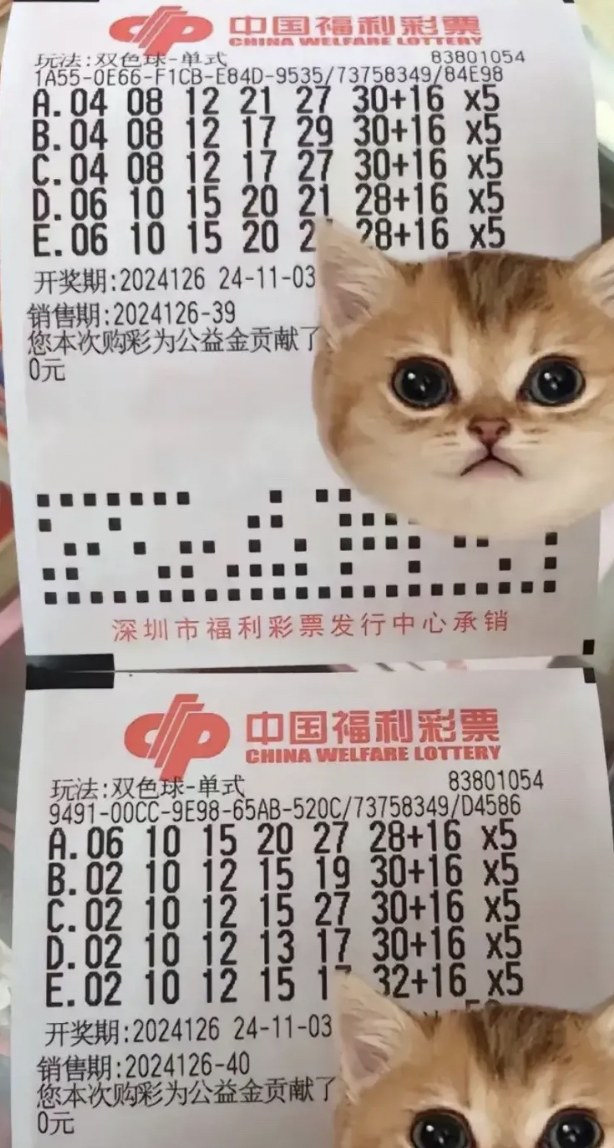 中国福利彩票
CHINA WELFARE LOTTERY
玩法:双色球-单式 83801054
1A55-0E66-F1CB-E84D-9535/73758349/84E98
A.04 08 12 21 27 30+16 x5
B.04 08 12 17 29 30+16 x5
C.04 08 12 17 27 30+16 x5
D.06 10 15 20 21 28+16 x5
E.06 10 15 20 28+16 x5
开奖期:2024126 24-11-03
销售期:2024126-39
您本次购彩为公益金贡献了
0元
深圳市福利彩票发行中心承销
中国福利彩票
CHINA WELFARE LOTTERY
玩法:双色球-单式 83801054
9491-00CC-9E98-65AB-520C/73758349/D4586
A.06 10 15 20 27 28+16 x5
B.02 10 12 15 19 30+16 x5
C.02 10 12 15 27 30+16 x5
D.02 10 12 13 17 30+16 x5
E.02 10 12 15 32+16 x5
开奖期:2024126 24-11-03
销售期:2024126-40
您本次购彩为公益金贡献了
0元